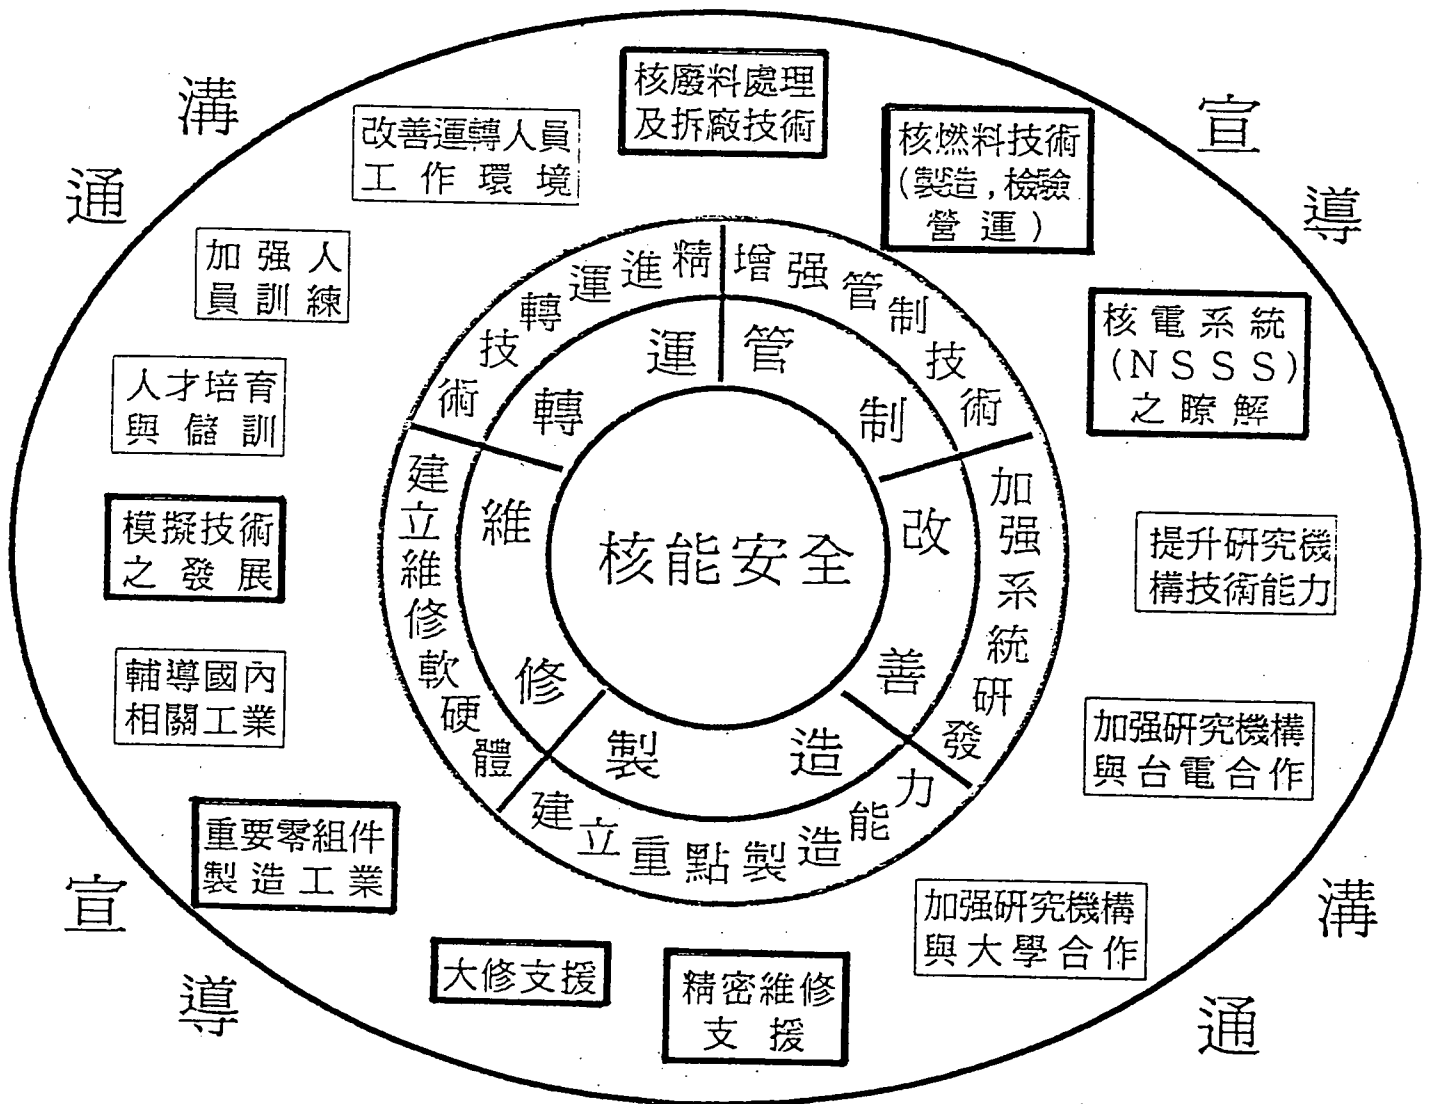 溝通
宣導
核廢料處理
及拆廠技術
改善運轉人員
工作環境
核燃料技術
(製造,檢驗
營運)
加强人
員訓練
核電系統
(NSSS)
之瞭解
人才培育
與儲訓
模擬技術
之發展
提升研究機
構技術能力
輔導國內
相關工業
加强研究機構
與台電合作
重要零組件
製造工業
加强研究機構
與大學合作
大修支援
精密維修
支援
精進運轉技術
增强管制技術
加强系統研發
能力
建立重點製造
建立維修軟硬體
運轉
管制
改善
製造
維修
核能安全
宣導
溝通